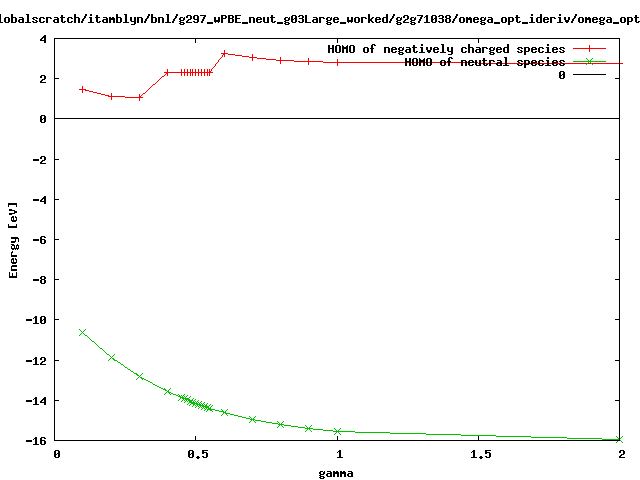 lobalscratch/itamblyn/bnl/g297_wPBE_neut_g03Large_worked/g2g71038/omega_opt_ideriv/omega_opt
HOMO of negatively charged species
HOMO of neutral species
0
4
2
0
-2
-4
-6
-8
-10
-12
-14
-16
Energy [eV]
0 0.5 1 1.5 2
gamma